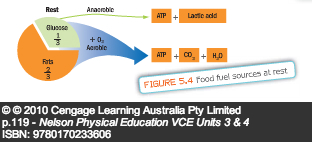 Rest
Anaerobic
ATP + Lactic acid
Glucose
1/3
+ O₂
Aerobic
ATP + CO₂ + H₂O
Fats
2/3
FIGURE 5.4 Food fuel sources at rest
© © 2010 Cengage Learning Australia Pty Limited
p.119 - Nelson Physical Education VCE Units 3 & 4
ISBN: 9780170233606